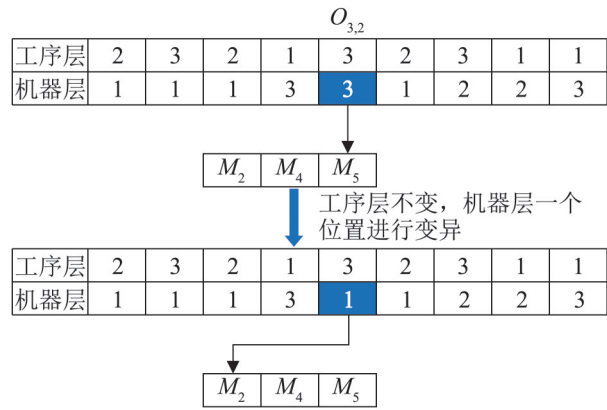 O3,2
工序层 2 3 2 1 3 2 3 1 1
机器层 1 1 1 3 3 1 2 2 3
M2 M4 M5
工序层不变，机器层一个
位置进行变异
工序层 2 3 2 1 3 2 3 1 1
机器层 1 1 1 3 1 1 2 2 3
M2 M4 M5